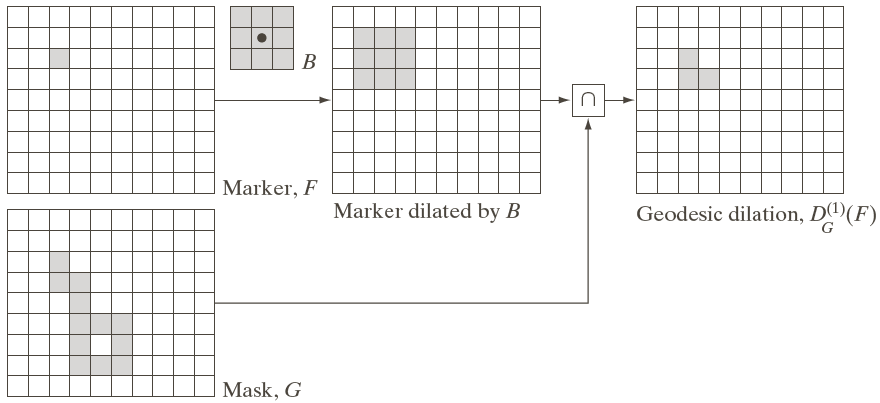 B
∩
Marker, F
Marker dilated by B
Geodesic dilation, D_G^{(1)}(F)
Mask, G